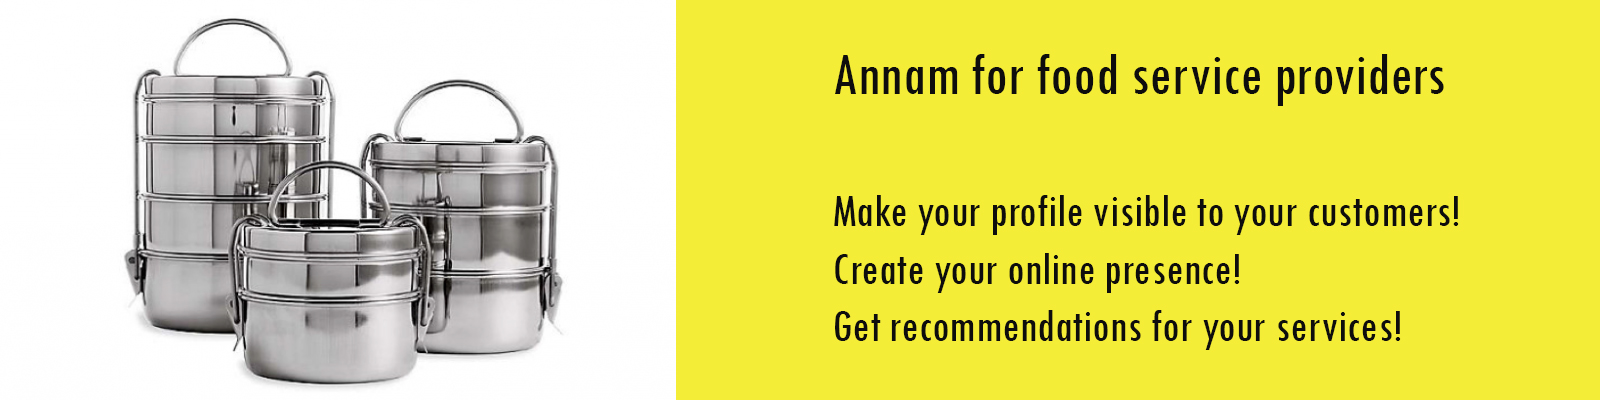 Annam for food service providers
Make your profile visible to your customers!
Create your online presence!
Get recommendations for your services!